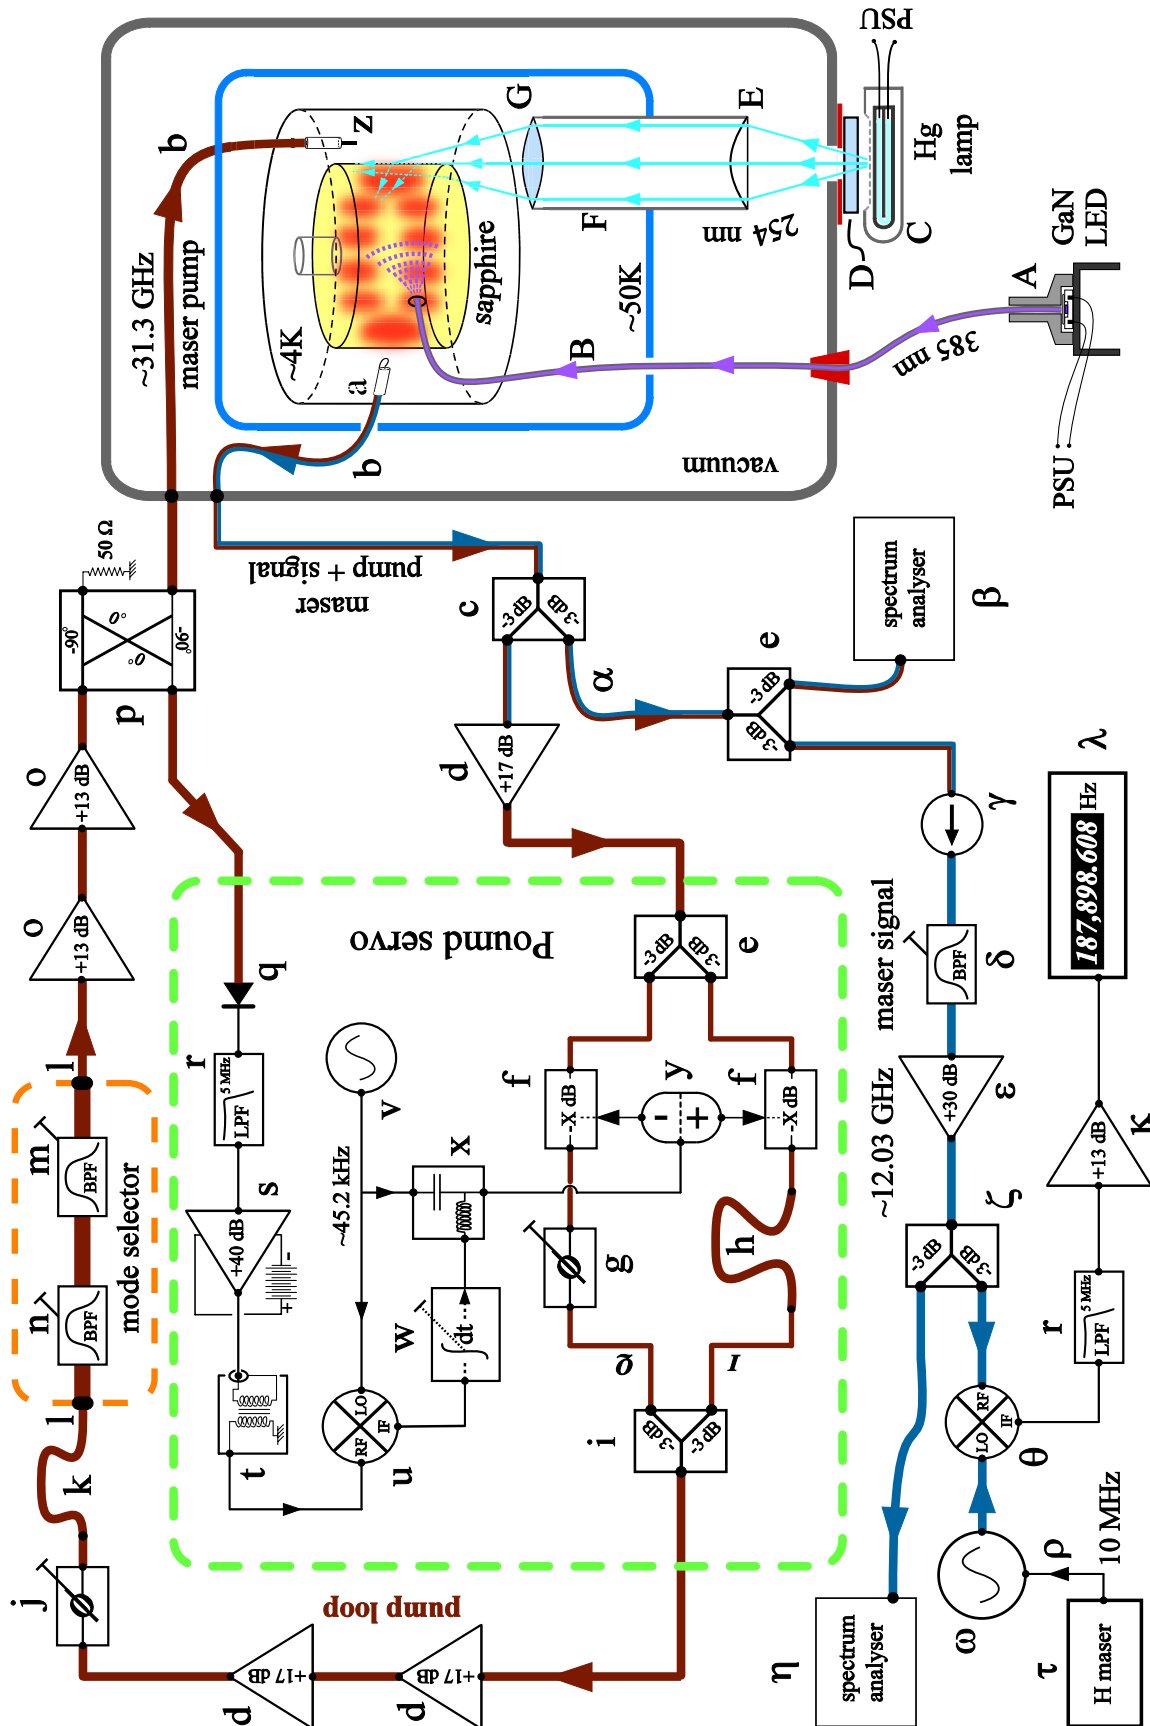 ~31.3 GHz
maser pump
b
z
a
b
~4K
sapphire
~50K
vacuum
G
F
E
254 nm
D
C
Hg
lamp
PSU
A
GaN
LED
PSU
385 nm
B
50 Ω
-90°
0°
0°
-90°
p
maser
pump + signal
c
-3 dB
-3 dB
α
e
-3 dB
-3 dB
spectrum
analyser
β
d
+17 dB
o
+13 dB
o
+13 dB
l
m
BPF
n
BPF
mode selector
l
k
j
pump loop
d
+17 dB
d
+17 dB
Poumd servo
q
r
5 MHz
LPF
s
+40 dB
-
+
t
v
~45.2 kHz
x
w
dt
LO
RF
IF
u
e
-3 dB
-3 dB
f
-X dB
y
-
+
f
-X dB
g
h
Q
I
i
-3 dB
-3 dB
γ
maser signal
δ
BPF
~12.03 GHz
ε
+30 dB
ζ
-3 dB
-3 dB
λ
187,898.608 Hz
κ
+13 dB
r
5 MHz
LPF
RF
LO
IF
θ
η
spectrum
analyser
ω
ρ
10 MHz
τ
H maser